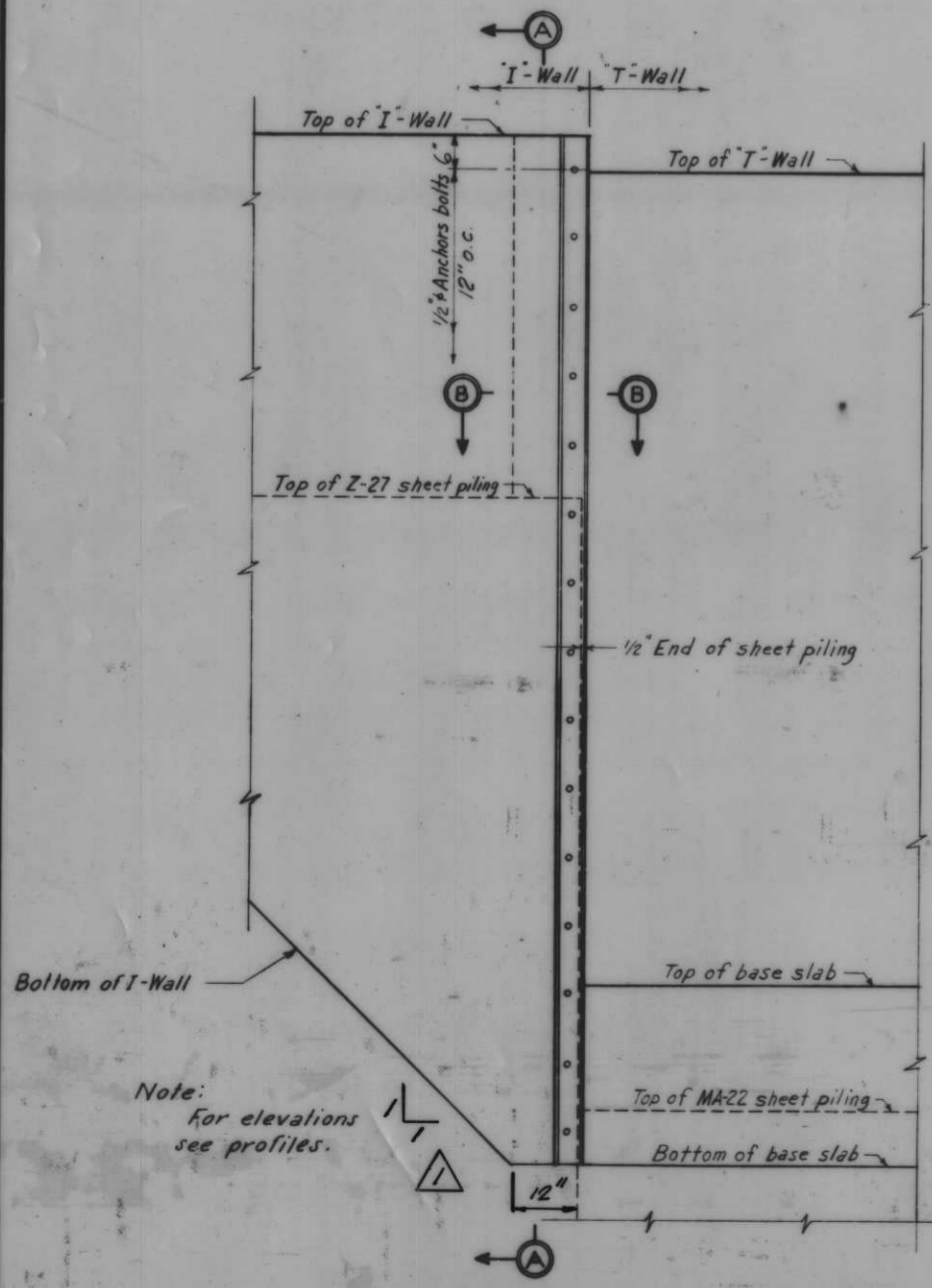 A
"I"-Wall "T"-Wall
Top of "I"-Wall
Top of "T"-Wall
6"
1/2"φ Anchors bolts
12" o.c.
B B
Top of Z-27 sheet piling
1/2" End of sheet piling
Bottom of I-Wall
Top of base slab
Note:
For elevations
see profiles.
1
1
1
Top of MA-22 sheet piling
Bottom of base slab
12"
A